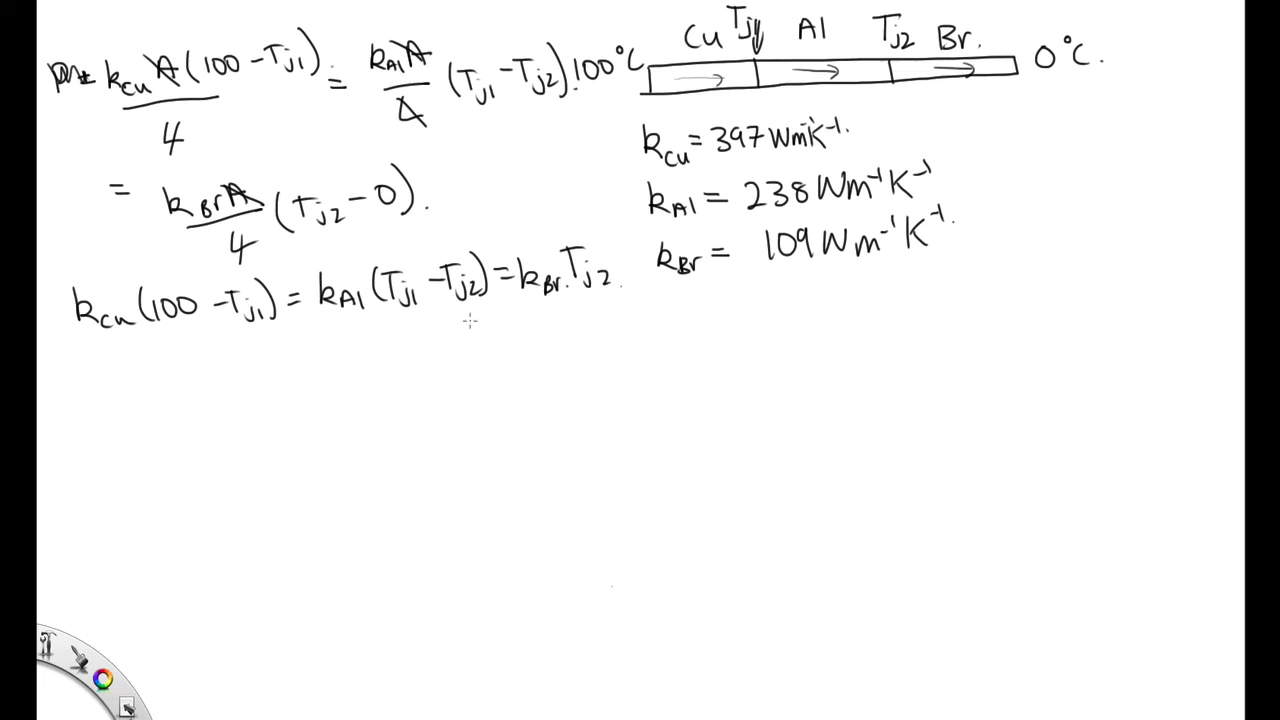 k_Cu A (100 - T_j1) / 4 = k_Al A / 4 (T_j1 - T_j2).
= k_Br A / 4 (T_j2 - 0).
k_Cu (100 - T_j1) = k_Al (T_j1 - T_j2) = k_Br. T_j2.
Cu T_j1 Al T_j2 Br.
100°C 0°C.
k_Cu = 397 Wm⁻¹K⁻¹.
k_Al = 238 Wm⁻¹K⁻¹
k_Br = 109 Wm⁻¹K⁻¹.